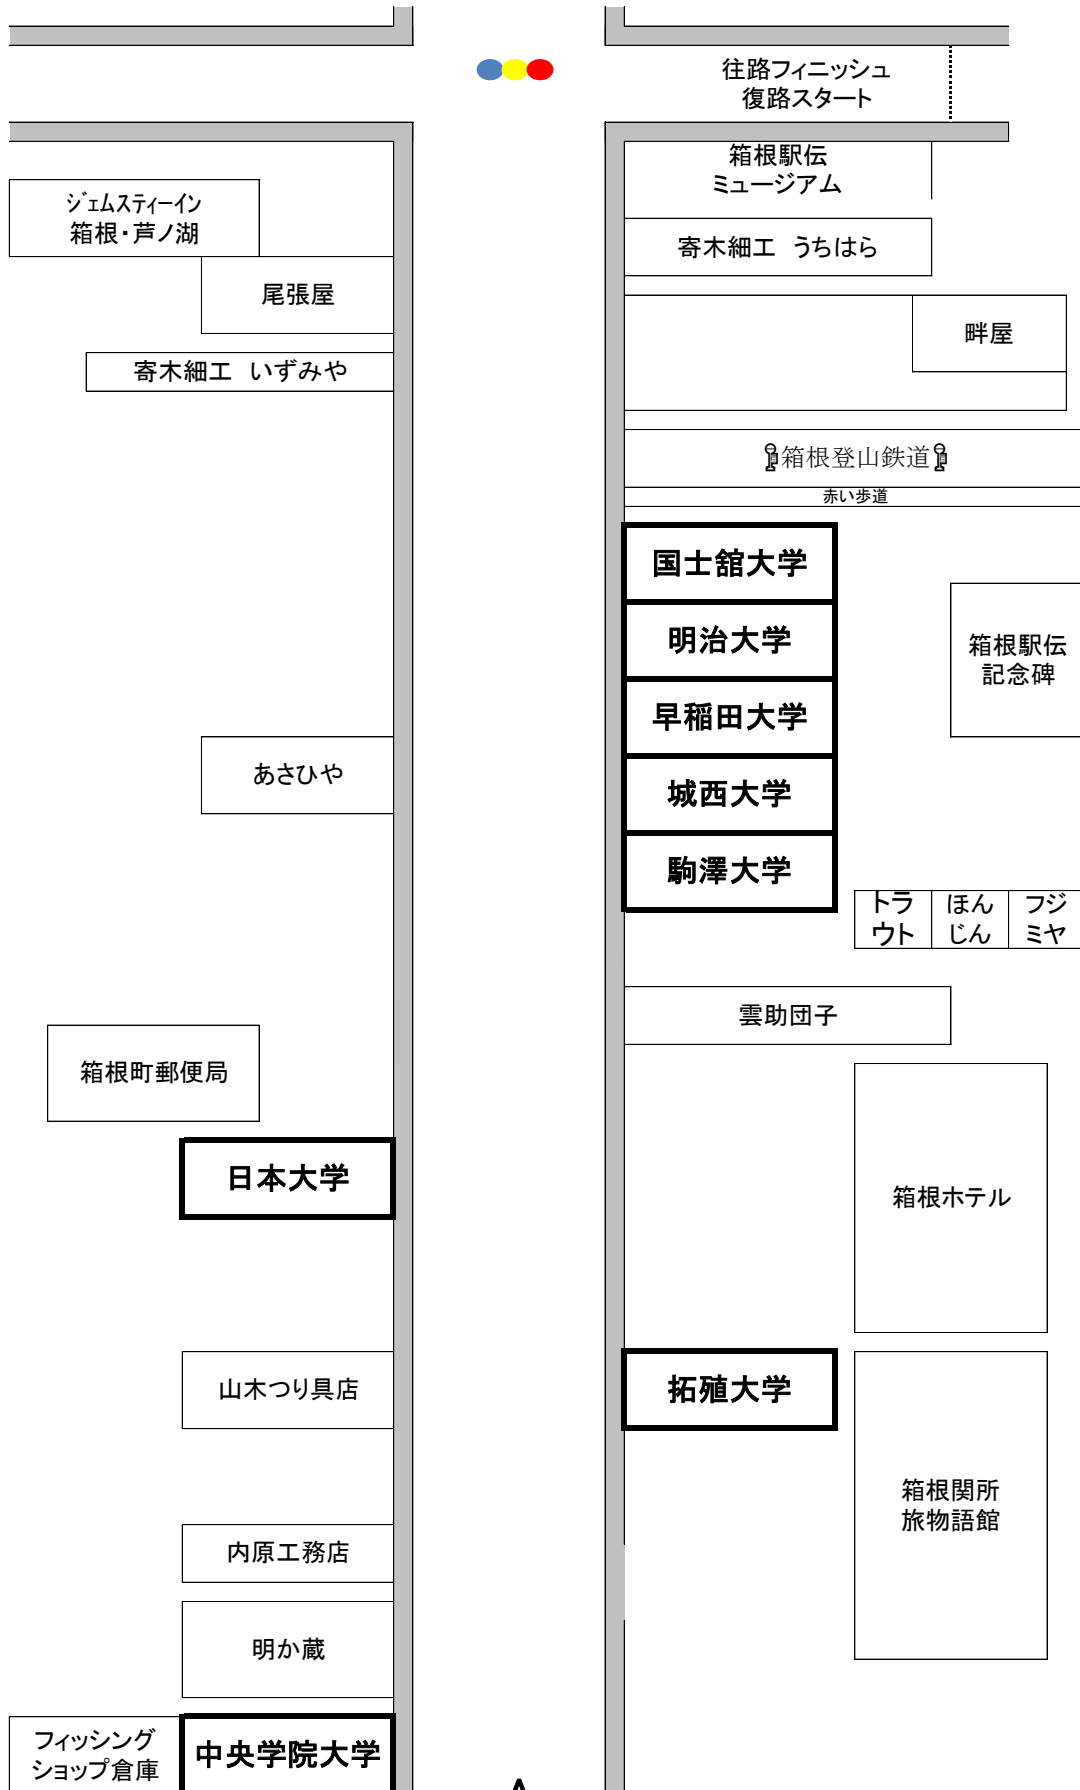 往路フィニッシュ
復路スタート
箱根駅伝
ミュージアム
ジェムスティーイン
箱根・芦ノ湖
寄木細工　うちはら
尾張屋
畔屋
寄木細工　いずみや
箱根登山鉄道
赤い歩道
国士舘大学
明治大学
箱根駅伝
記念碑
早稲田大学
あさひや
城西大学
駒澤大学
トラ
ウト
ほん
じん
フジ
ミヤ
雲助団子
箱根町郵便局
日本大学
箱根ホテル
山木つり具店
拓殖大学
箱根関所
旅物語館
内原工務店
明か蔵
フィッシング
ショップ倉庫
中央学院大学